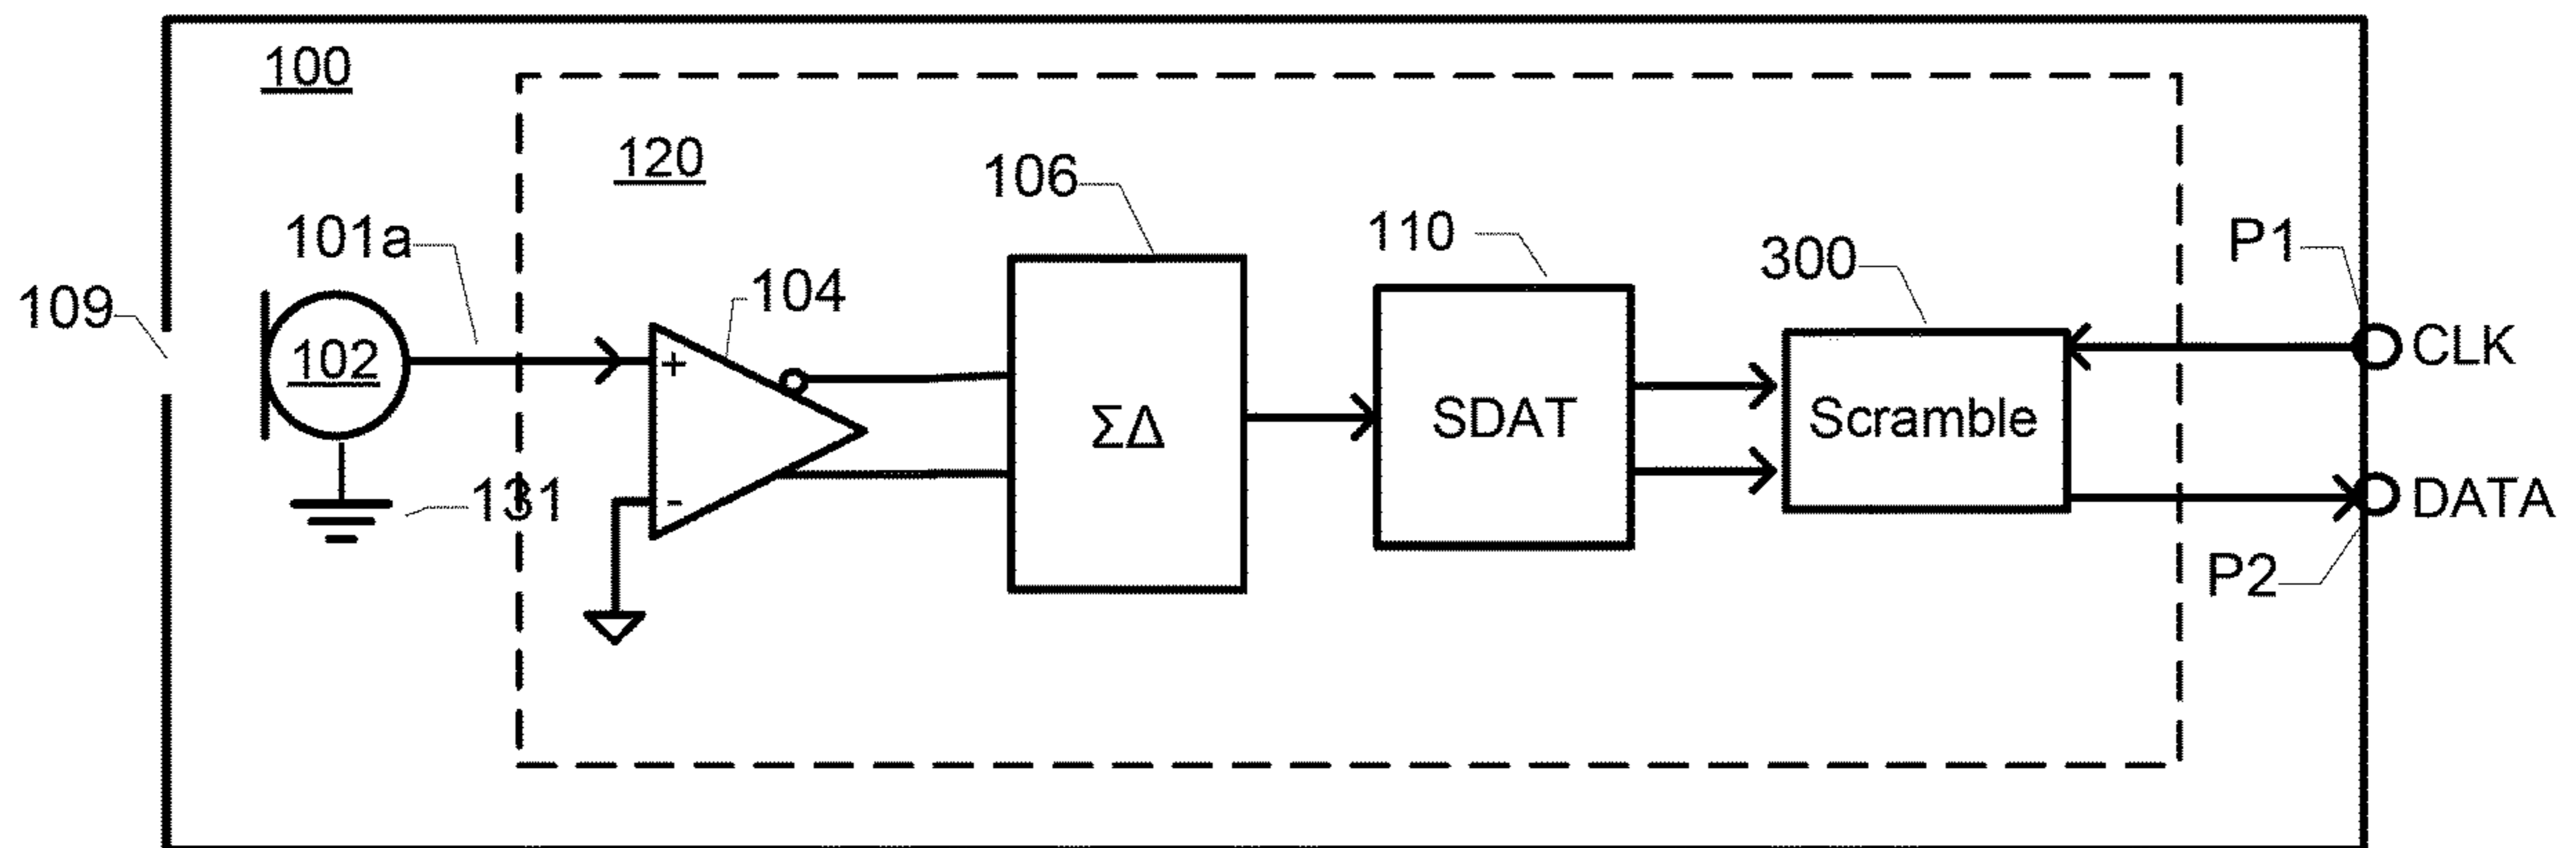 100
120
106
101a
110
P1
300
109
104
CLK
102
+
ΣΔ
SDAT
Scramble
131
-
DATA
P2